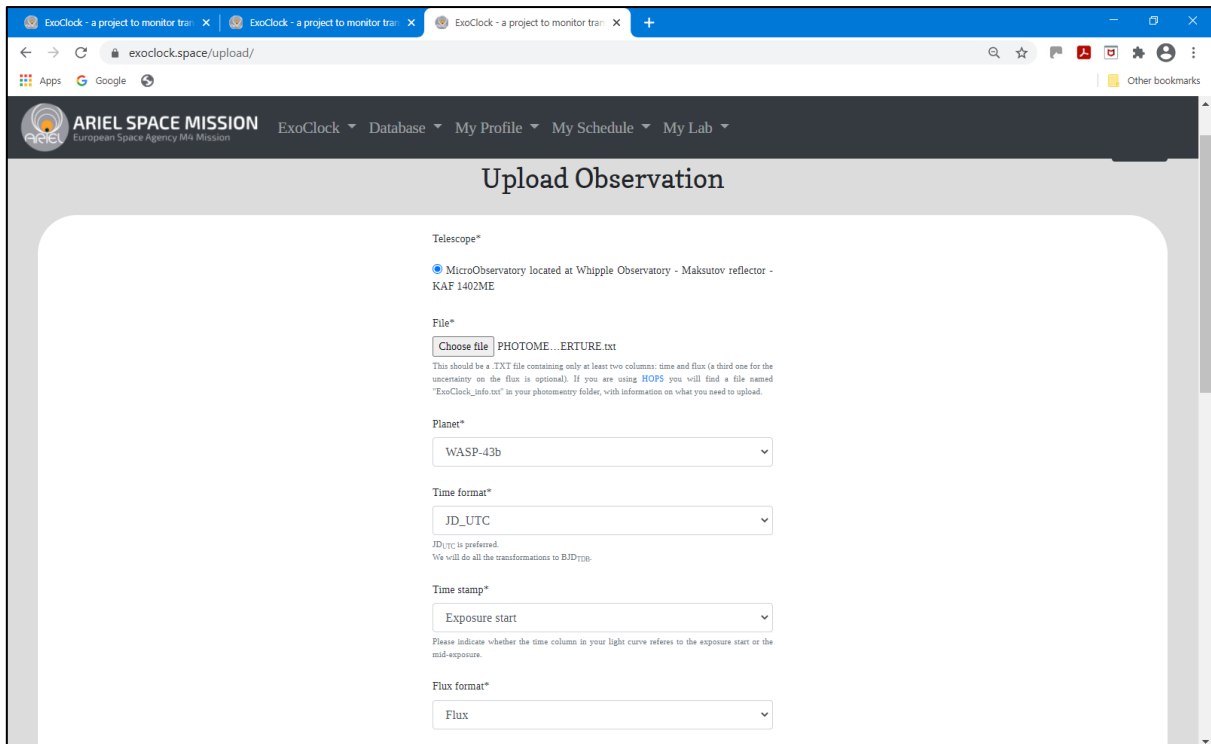 ExoClock - a project to monitor tran ExoClock - a project to monitor tran ExoClock - a project to monitor tran
exoclock.space/upload/
Apps Google Other bookmarks
ARIEL SPACE MISSION
European Space Agency M4 Mission
ARIEL
ExoClock Database My Profile My Schedule My Lab
Upload Observation
Telescope*
MicroObservatory located at Whipple Observatory - Maksutov reflector -
KAF 1402ME
File*
Choose file PHOTOME...ERTURE.txt
This should be a .TXT file containing only at least two columns: time and flux (a third one for the
uncertainty on the flux is optional). If you are using HOPS you will find a file named
"ExoClock_info.txt" in your photomentry folder, with information on what you need to upload.
Planet*
WASP-43b
Time format*
JD_UTC
JDUTC is preferred.
We will do all the transformations to BJDTDB.
Time stamp*
Exposure start
Please indicate whether the time column in your light curve referes to the exposure start or the
mid-exposure.
Flux format*
Flux